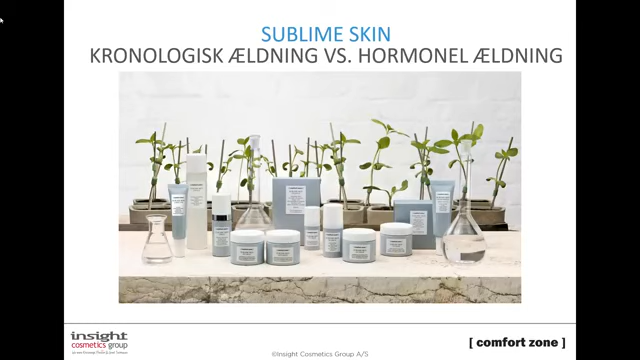 SUBLIME SKIN
KRONOLOGISK ÆLDNING VS. HORMONEL ÆLDNING
insight
cosmetics group
©Insight Cosmetics Group A/S
[ comfort zone ]